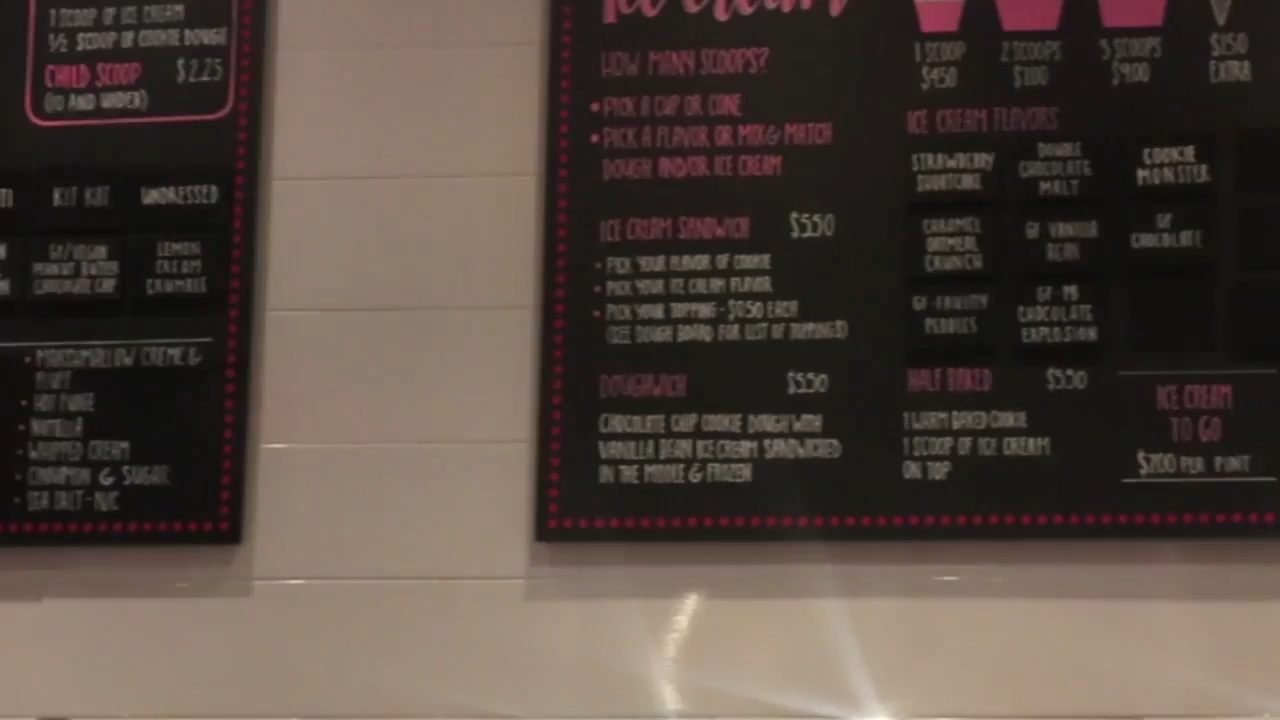 1 SCOOP OF ICE CREAM
1/2 SCOOP OF COOKIE DOUGH
CHILD SCOOP $2.25
(10 AND UNDER)
KIT KAT
UNDRESSED
GF/VEGAN
PEANUT BUTTER
CHOCOLATE CHIP
LEMON
CREAM
CRUMBLE
• MARSHMALLOW CREME &
FLUFF
• HOT FUDGE
• NUTELLA
• WHIPPED CREAM
• CINNAMON & SUGAR
• SEA SALT - N/C
Ice cream
HOW MANY SCOOPS?
• PICK A CUP OR CONE
• PICK A FLAVOR OR MIX & MATCH
DOUGH AND/OR ICE CREAM
ICE CREAM SANDWICH $5.50
• PICK YOUR FLAVOR OF COOKIE
• PICK YOUR ICE CREAM FLAVOR
• PICK YOUR TOPPING - $0.50 EACH
(SEE DOUGH BOARD FOR LIST OF TOPPINGS)
DOUGHWICH $5.50
CHOCOLATE CHIP COOKIE DOUGH WITH
VANILLA BEAN ICE CREAM SANDWICHED
IN THE MIDDLE & FROZEN
1 SCOOP
$4.50
2 SCOOPS
3 SCOOPS
$9.00
$1.50
EXTRA
ICE CREAM FLAVORS
STRAWBERRY
SHORTCAKE
DOUBLE
CHOCOLATE
MALT
COOKIE
MONSTER
CARAMEL
OATMEAL
CRUNCH
GF VANILLA
BEAN
GF
CHOCOLATE
GF-FRUITY
PEBBLES
GF PB
CHOCOLATE
EXPLOSION
HALF BAKED $5.50
1 WARM BAKED COOKIE
1 SCOOP OF ICE CREAM
ON TOP
ICE CREAM
TO GO
PER PINT